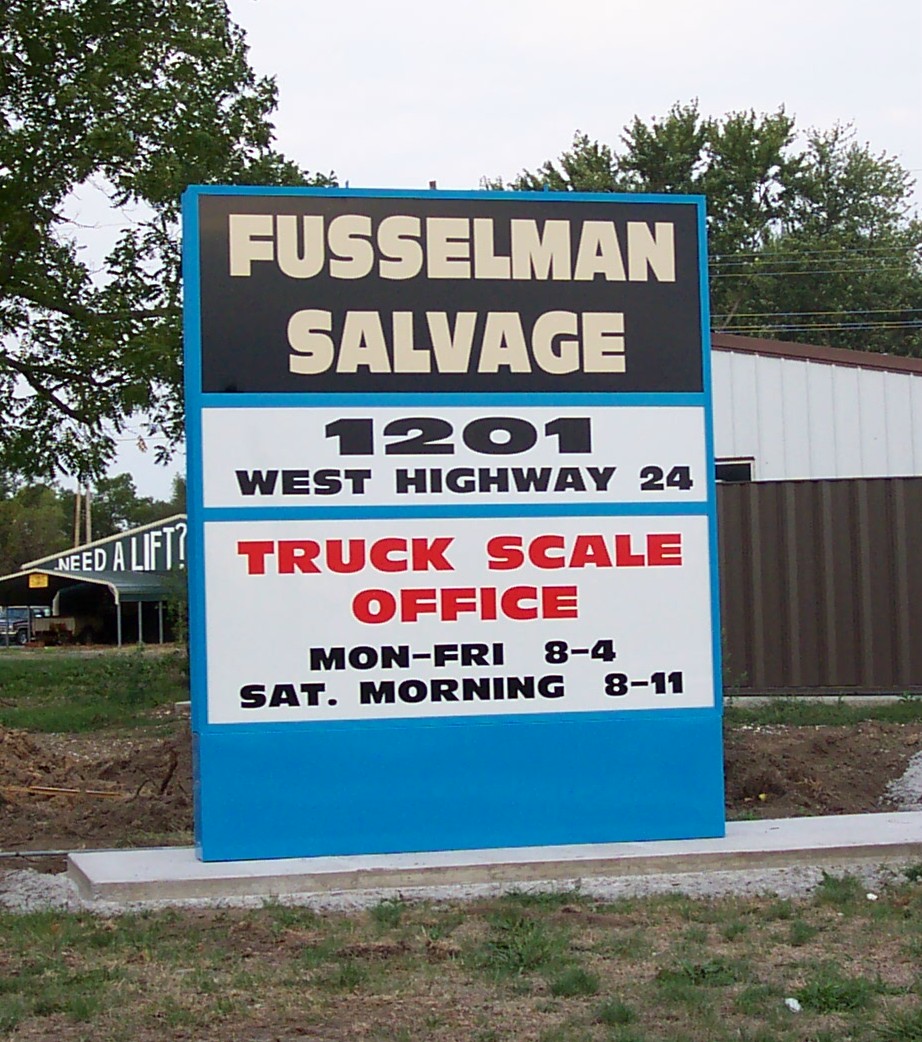 FUSSELMAN
SALVAGE
1201
WEST HIGHWAY 24
TRUCK SCALE
OFFICE
MON-FRI 8-4
SAT. MORNING 8-11
NEED A LIFT?